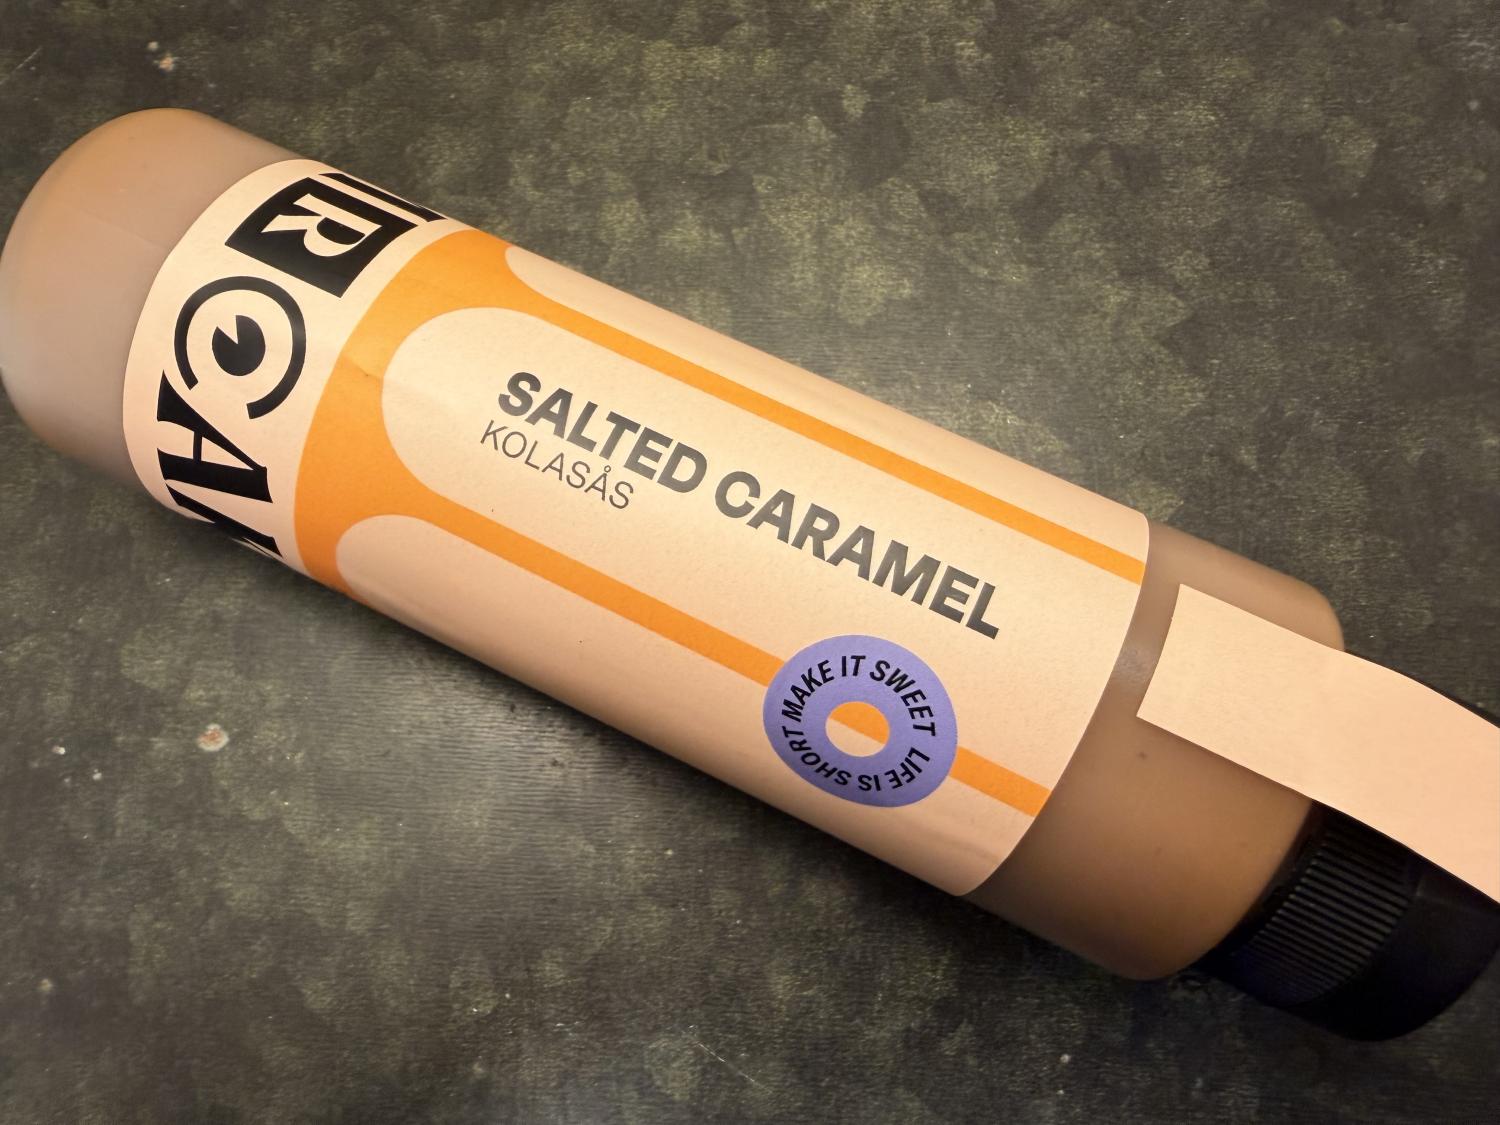 SALTED CARAMEL
KOLASÅS
MAKE IT SWEET
LIFE IS SHORT